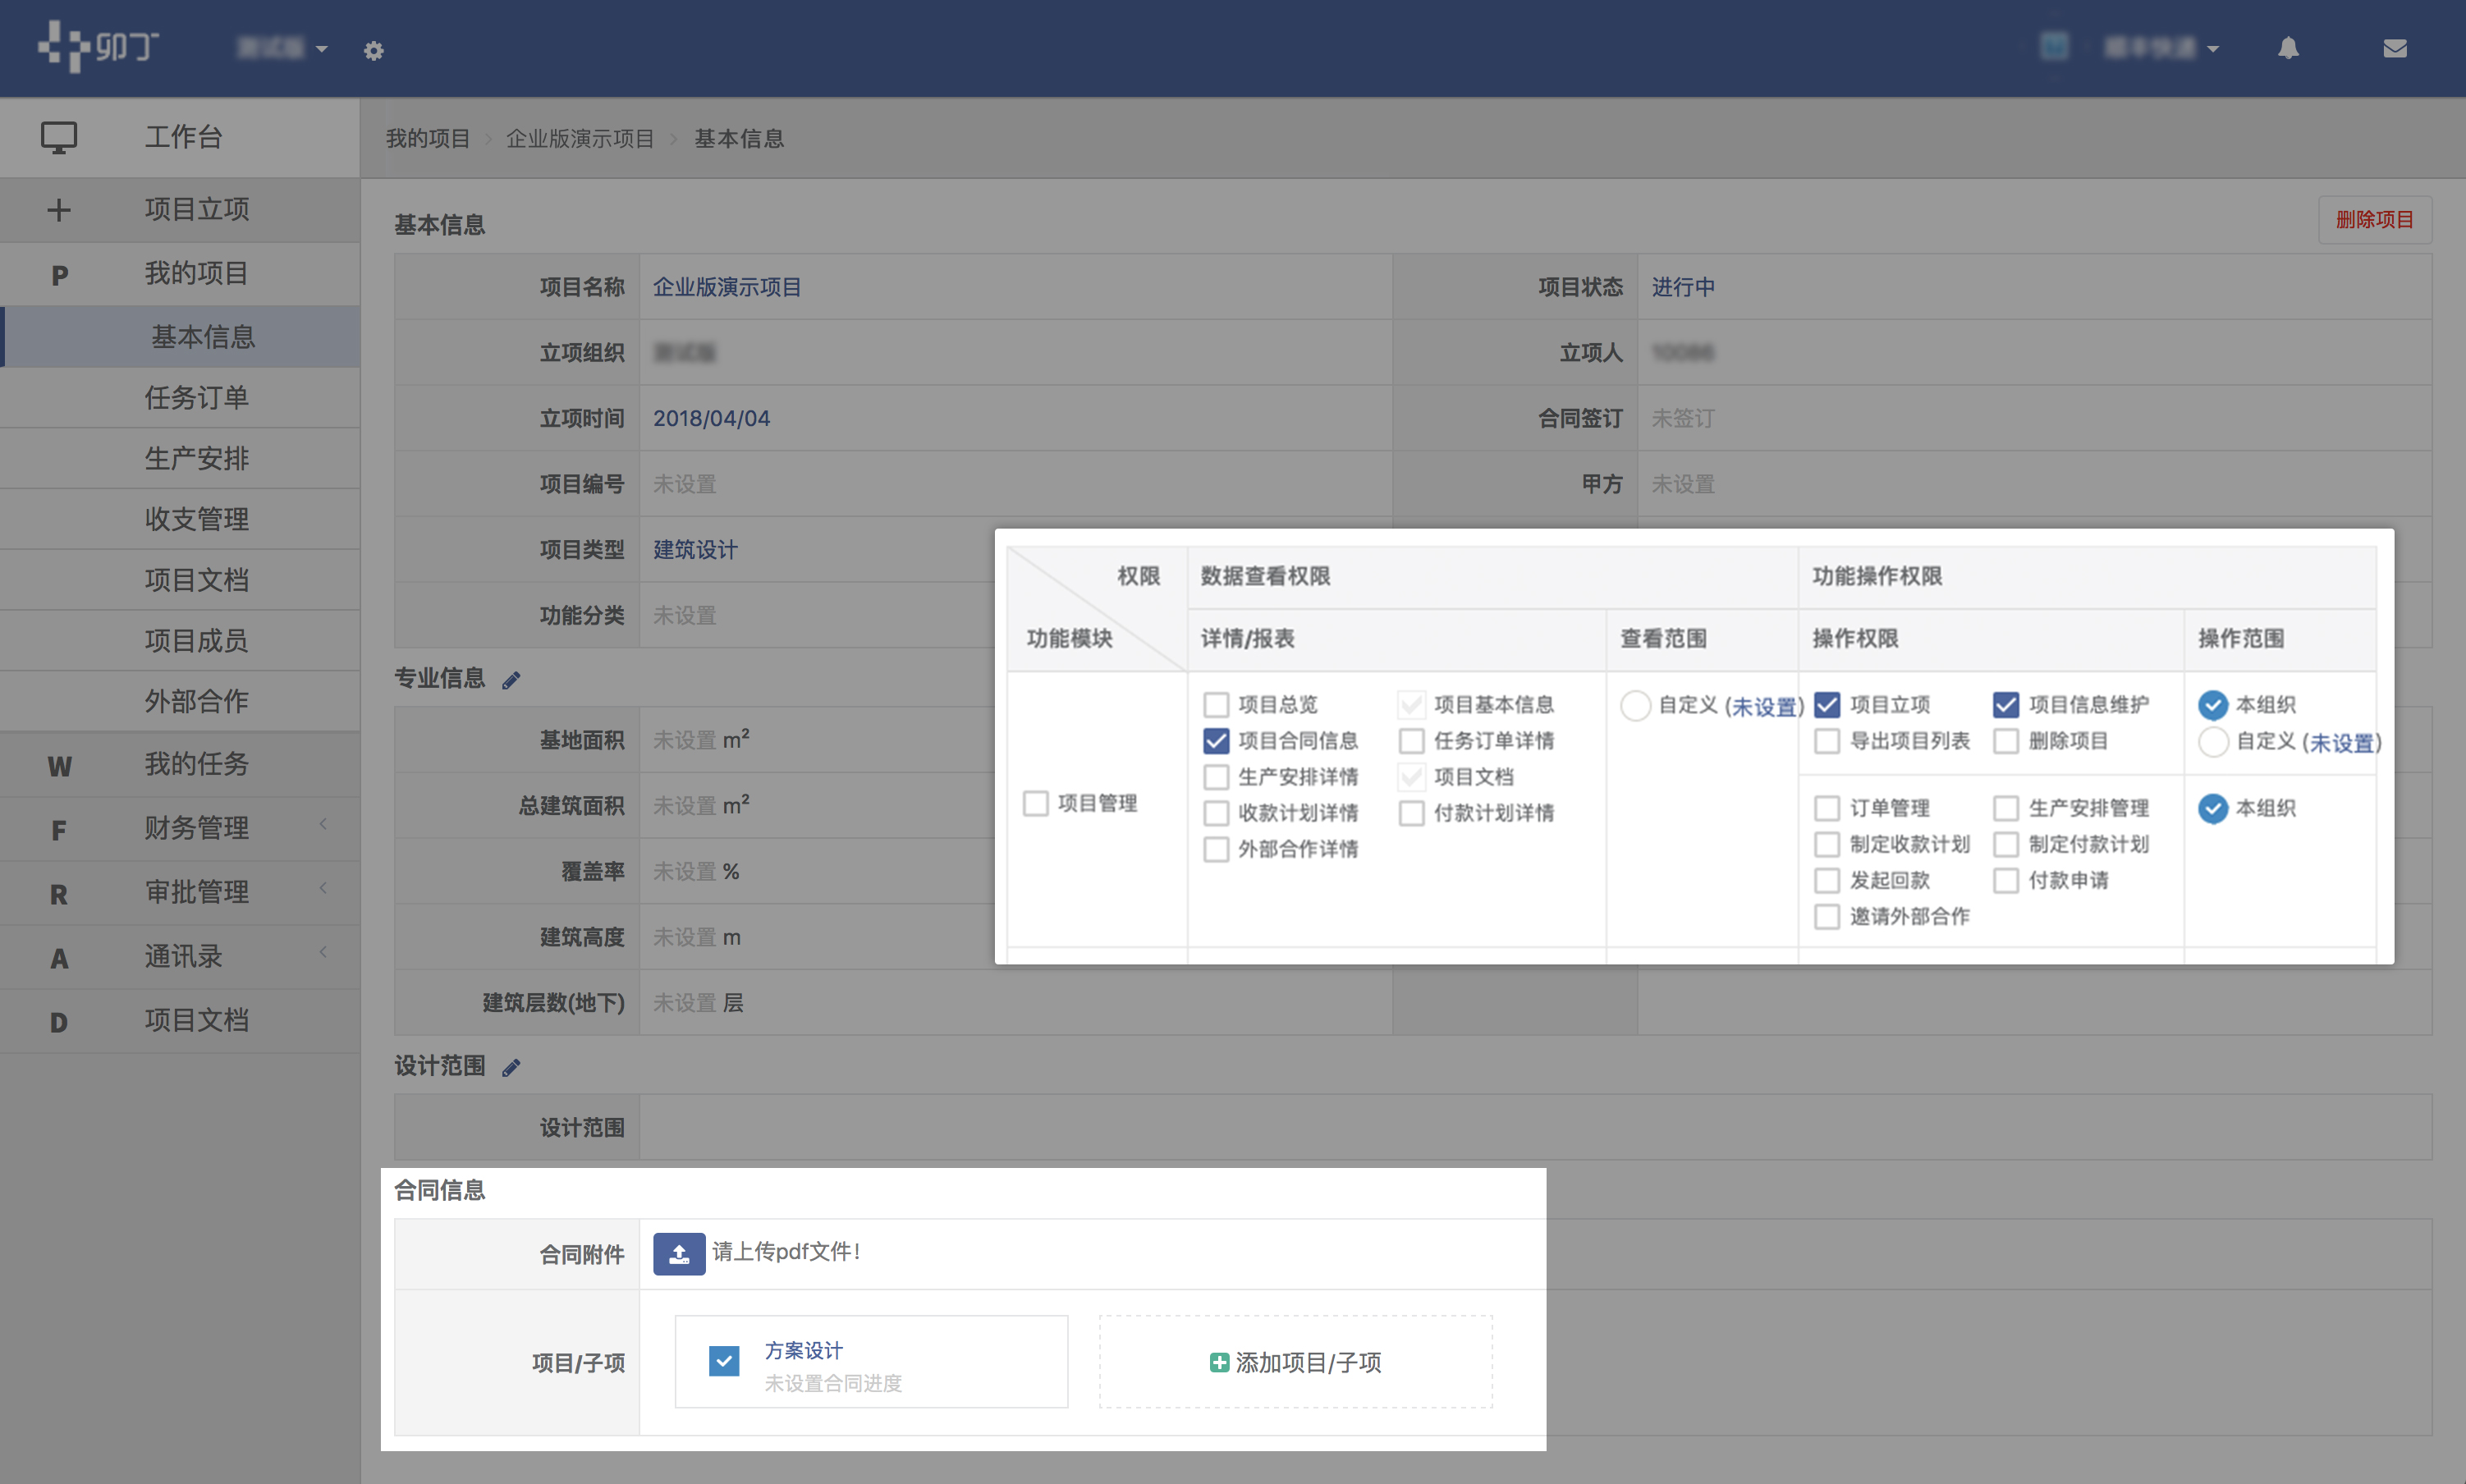 卯丁
工作台
我的项目 > 企业版演示项目 > 基本信息
项目立项
P 我的项目
基本信息
任务订单
生产安排
收支管理
项目文档
项目成员
外部合作
W 我的任务
F 财务管理
R 审批管理
A 通讯录
D 项目文档
基本信息
删除项目
项目名称 企业版演示项目 项目状态 进行中
立项组织 立项人
立项时间 2018/04/04 合同签订 未签订
项目编号 未设置 甲方 未设置
项目类型 建筑设计
功能分类 未设置
专业信息
基地面积 未设置 m²
总建筑面积 未设置 m²
覆盖率 未设置 %
建筑高度 未设置 m
建筑层数(地下) 未设置 层
设计范围
设计范围
合同信息
合同附件 请上传pdf文件!
项目/子项 方案设计
未设置合同进度
添加项目/子项
权限 数据查看权限 功能操作权限
功能模块 详情/报表 查看范围 操作权限 操作范围
项目管理
项目总览 项目基本信息
项目合同信息 任务订单详情
生产安排详情 项目文档
收款计划详情 付款计划详情
外部合作详情
自定义 (未设置)
项目立项 项目信息维护
导出项目列表 删除项目
本组织
自定义 (未设置)
订单管理 生产安排管理
制定收款计划 制定付款计划
发起回款 付款申请
邀请外部合作
本组织